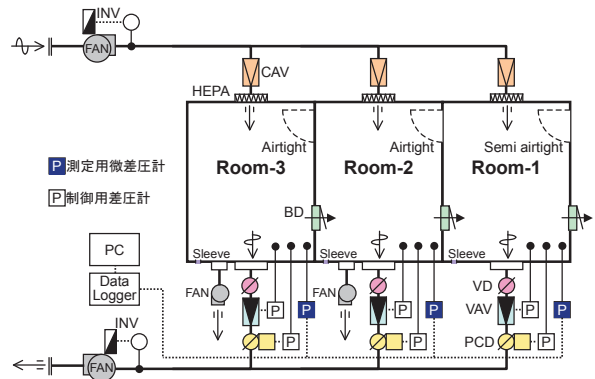 INV
FAN
CAV
HEPA
Airtight
Airtight
Semi airtight
Room-3
Room-2
Room-1
P 測定用微差圧計
P 制御用差圧計
BD
PC
Data
Logger
Sleeve
Sleeve
Sleeve
FAN
FAN
VD
P
P
P
P
P
P
VAV
P
P
P
PCD
INV
FAN